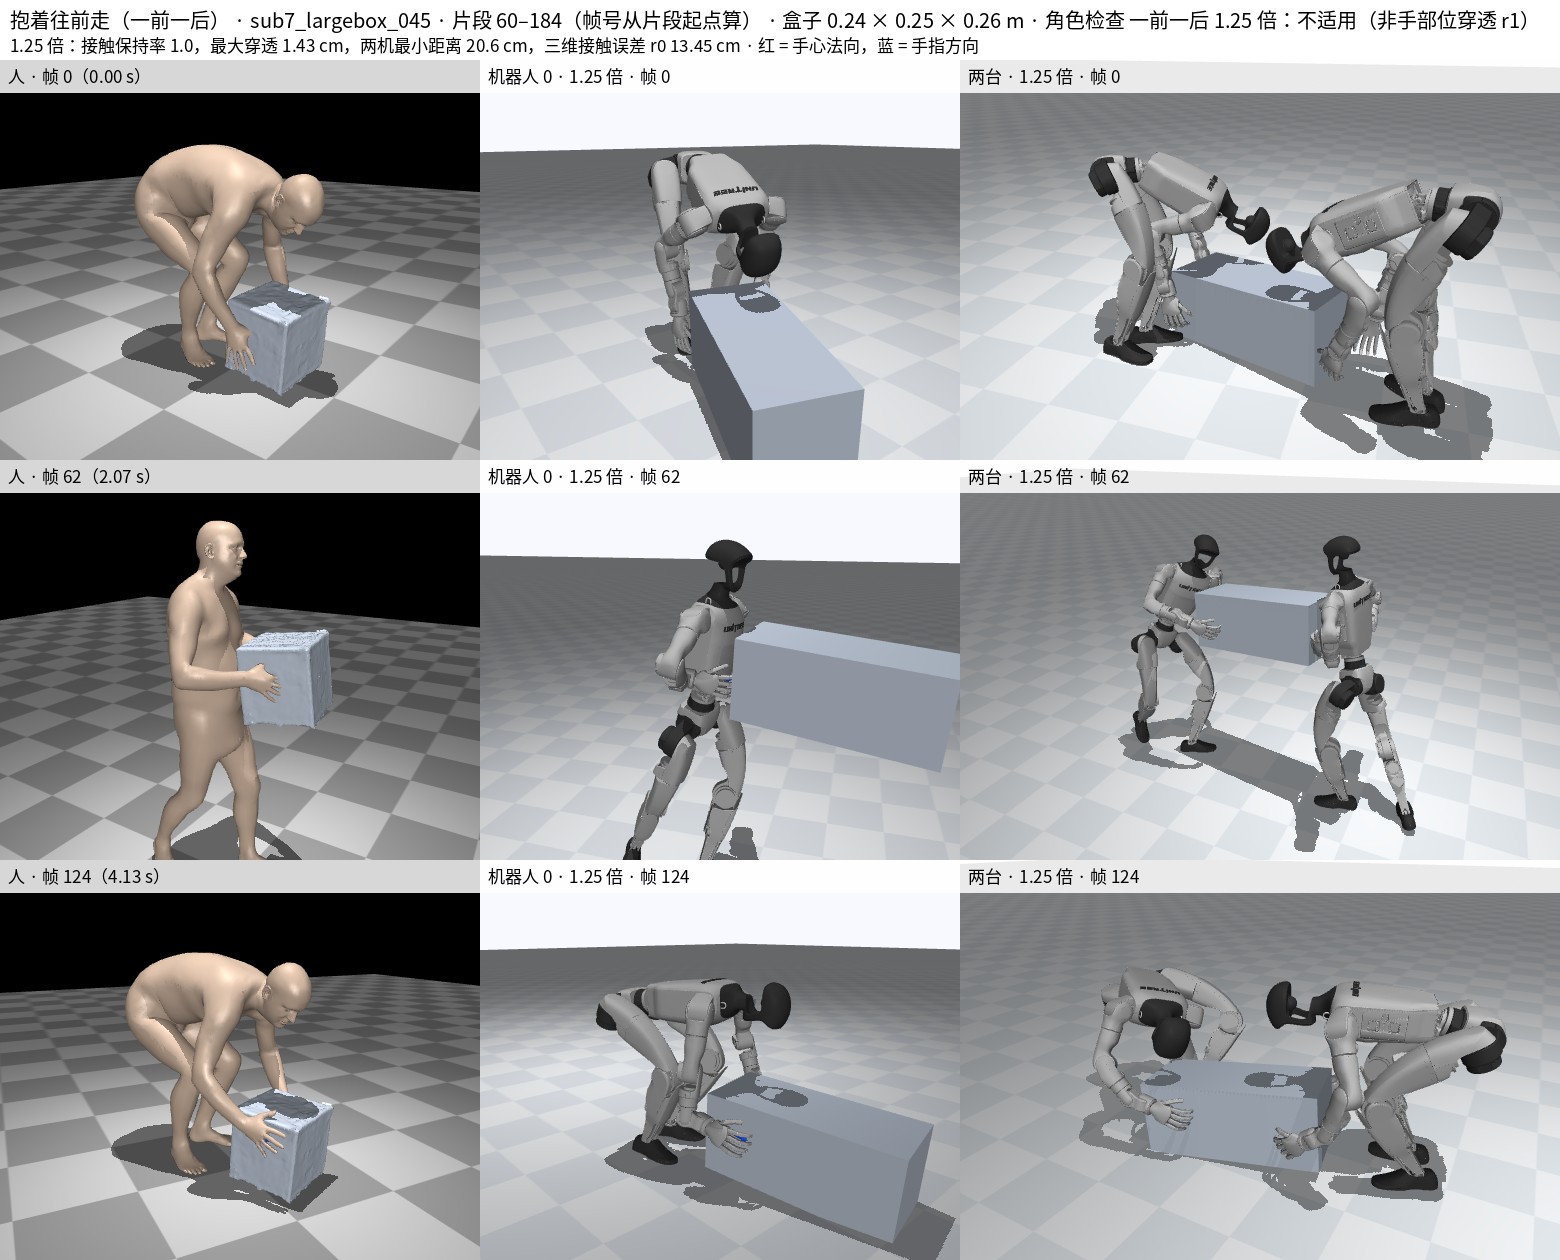 抱着往前走（一前一后） · sub7_largebox_045 · 片段 60–184（帧号从片段起点算） · 盒子 0.24 × 0.25 × 0.26 m · 角色检查 一前一后 1.25 倍：不适用（非手部位穿透 r1）
1.25 倍：接触保持率 1.0，最大穿透 1.43 cm，两机最小距离 20.6 cm，三维接触误差 r0 13.45 cm · 红 = 手心法向，蓝 = 手指方向
人 · 帧 0（0.00 s）
机器人 0 · 1.25 倍 · 帧 0
两台 · 1.25 倍 · 帧 0
人 · 帧 62（2.07 s）
机器人 0 · 1.25 倍 · 帧 62
两台 · 1.25 倍 · 帧 62
人 · 帧 124（4.13 s）
机器人 0 · 1.25 倍 · 帧 124
两台 · 1.25 倍 · 帧 124